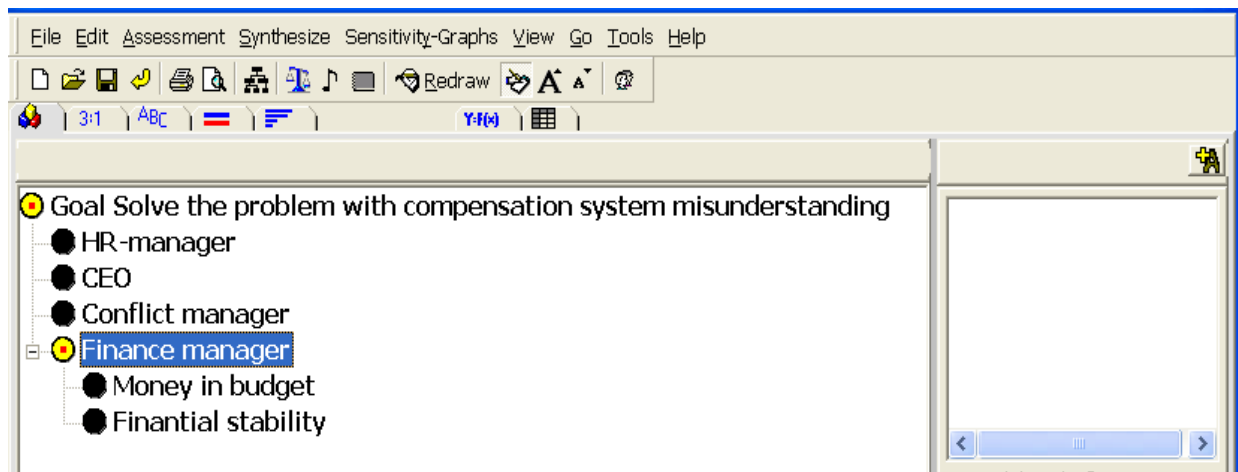 File Edit Assessment Synthesize Sensitivity-Graphs View Go Tools Help
Redraw A A
3:1 ABC Y=F(x)
Goal Solve the problem with compensation system misunderstanding
HR-manager
CEO
Conflict manager
Finance manager
Money in budget
Finantial stability